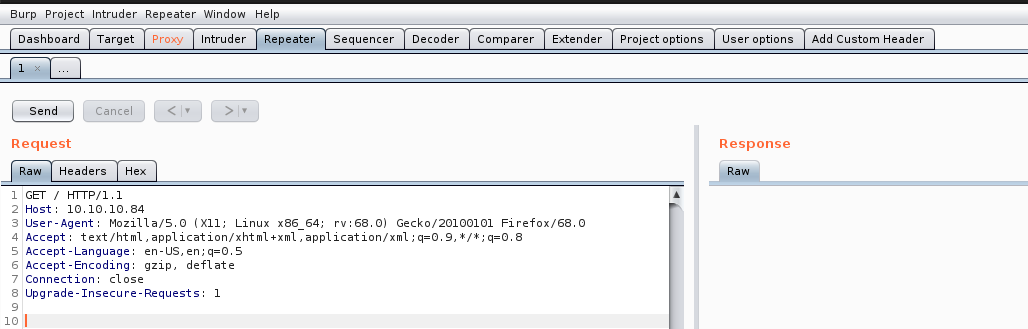 Burp Project Intruder Repeater Window Help
Dashboard Target Proxy Intruder Repeater Sequencer Decoder Comparer Extender Project options User options Add Custom Header
1 × ...
Send Cancel < ▼ > ▼
Request
Response
Raw Headers Hex
Raw
1 GET / HTTP/1.1
2 Host: 10.10.10.84
3 User-Agent: Mozilla/5.0 (X11; Linux x86_64; rv:68.0) Gecko/20100101 Firefox/68.0
4 Accept: text/html,application/xhtml+xml,application/xml;q=0.9,*/*;q=0.8
5 Accept-Language: en-US,en;q=0.5
6 Accept-Encoding: gzip, deflate
7 Connection: close
8 Upgrade-Insecure-Requests: 1
9
10